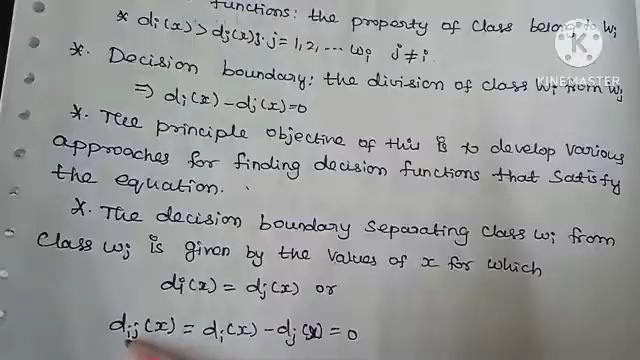 functions: the property of class belong to wi
* di(x) > dj(x); j = 1, 2, ... wi j ≠ i.
*. Decision boundary: the division of class wi from wj
⇒ di(x) - dj(x) = 0
*. The principle objective of this is to develop various
approaches for finding decision functions that satisfy
the equation.
*. The decision boundary separating class wi from
class wj is given by the values of x for which
di(x) = dj(x) or
dij(x) = di(x) - dj(x) = 0
K
KINEMASTER